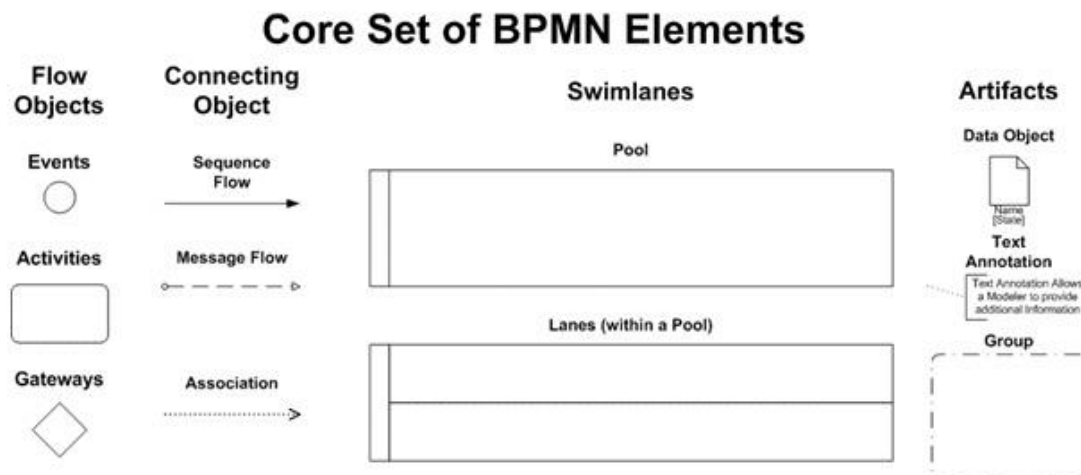 Core Set of BPMN Elements
Flow
Objects
Connecting
Object
Swimlanes
Artifacts
Events
Sequence
Flow
Pool
Data Object
Name
[State]
Activities
Message Flow
Text
Annotation
Text Annotation Allows
a Modeler to provide
additional Information
Lanes (within a Pool)
Group
Gateways
Association